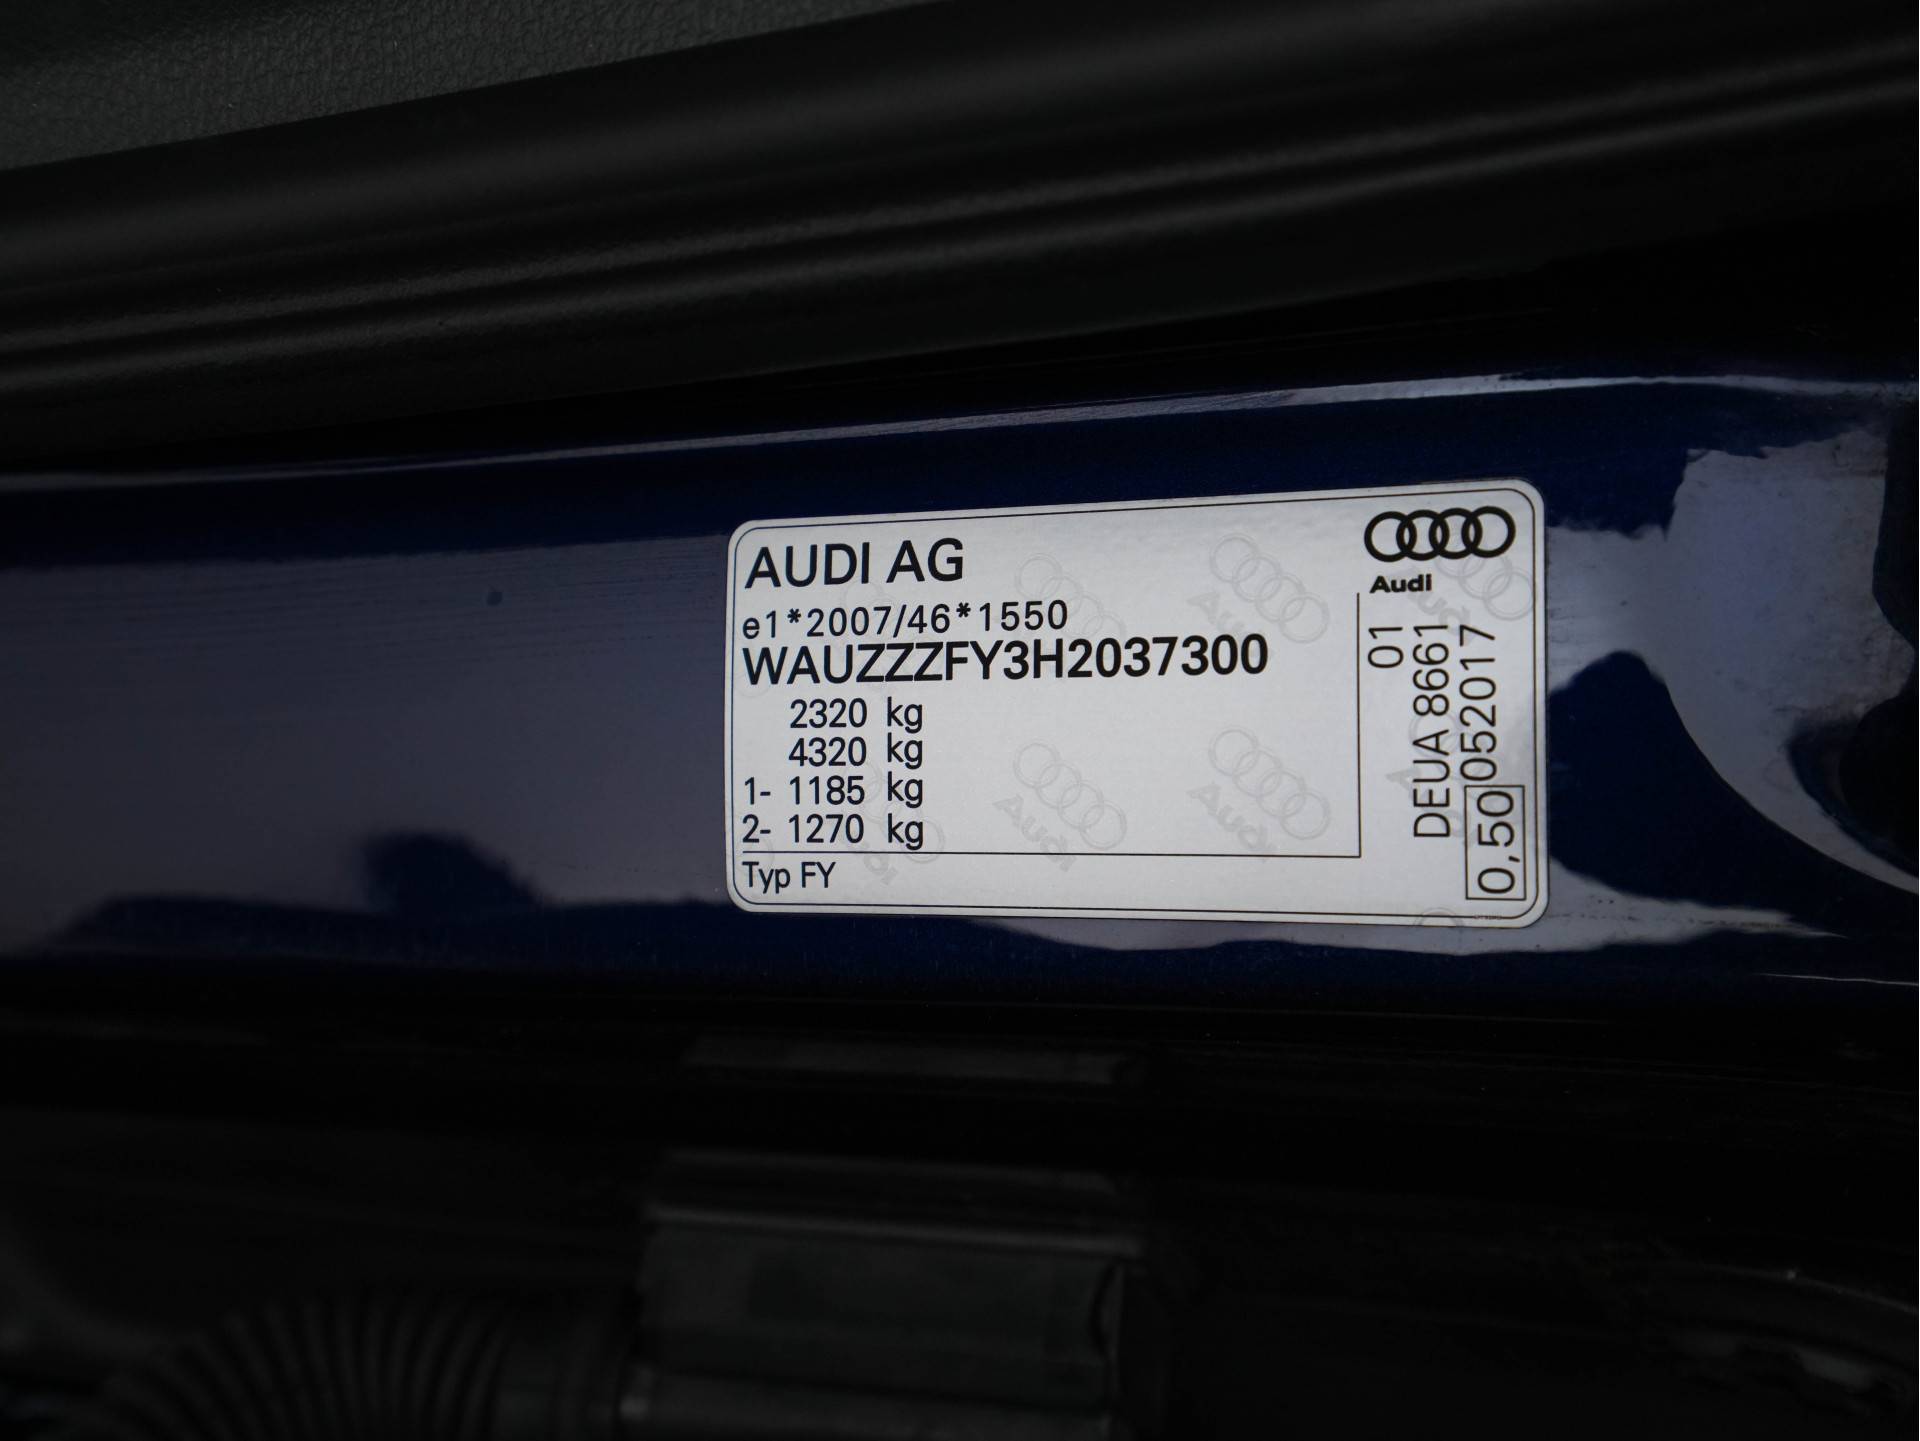 AUDI AG
e1*2007/46*1550
WAUZZZFY3H2037300
2320 kg
4320 kg
1- 1185 kg
2- 1270 kg
Typ FY
Audi
01
DEUA 8661
0,50 052017